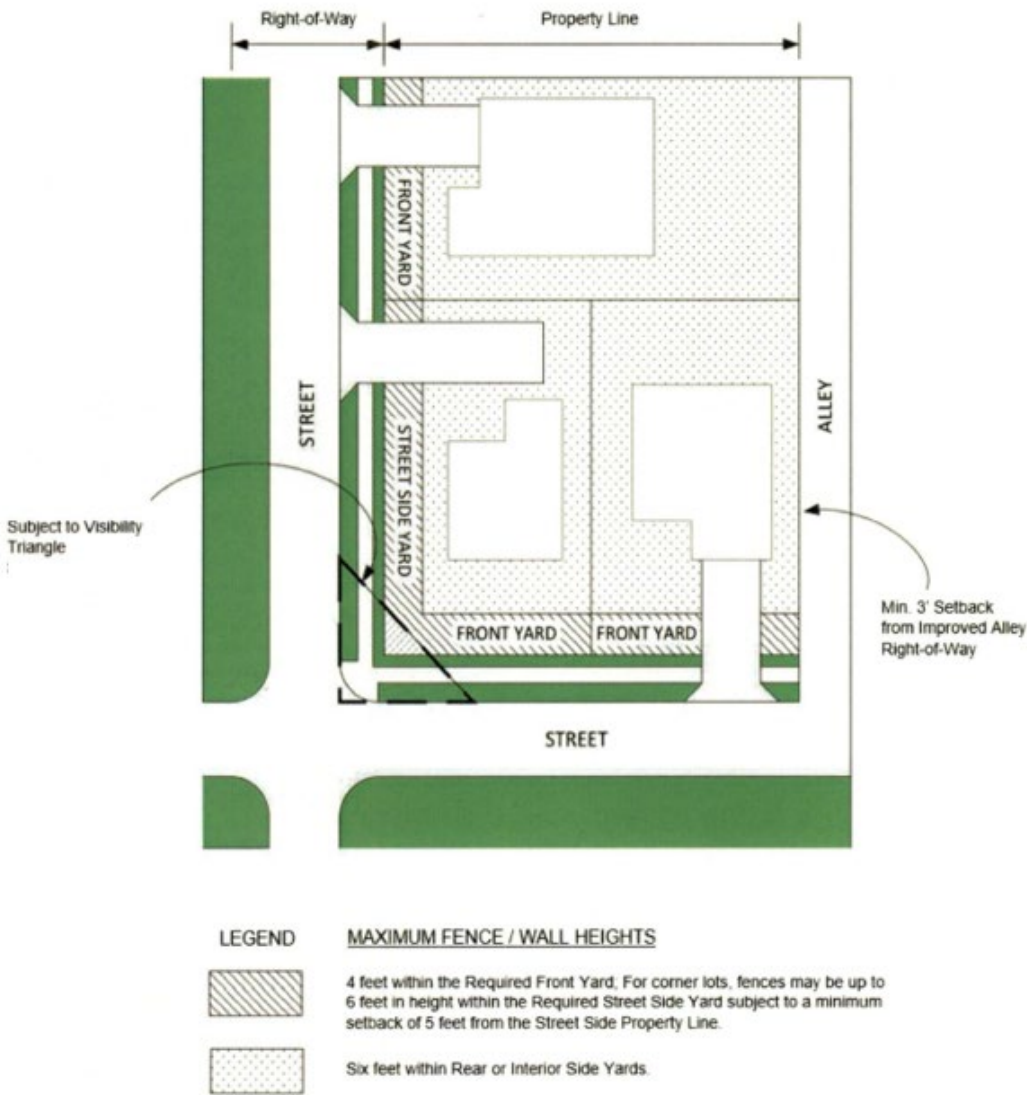 Right-of-Way
Property Line
FRONT YARD
STREET
ALLEY
STREET SIDE YARD
Subject to Visibility
Triangle
Min. 3' Setback
from Improved Alley
Right-of-Way
FRONT YARD
FRONT YARD
STREET
LEGEND
MAXIMUM FENCE / WALL HEIGHTS
4 feet within the Required Front Yard; For corner lots, fences may be up to
6 feet in height within the Required Street Side Yard subject to a minimum
setback of 5 feet from the Street Side Property Line.
Six feet within Rear or Interior Side Yards.